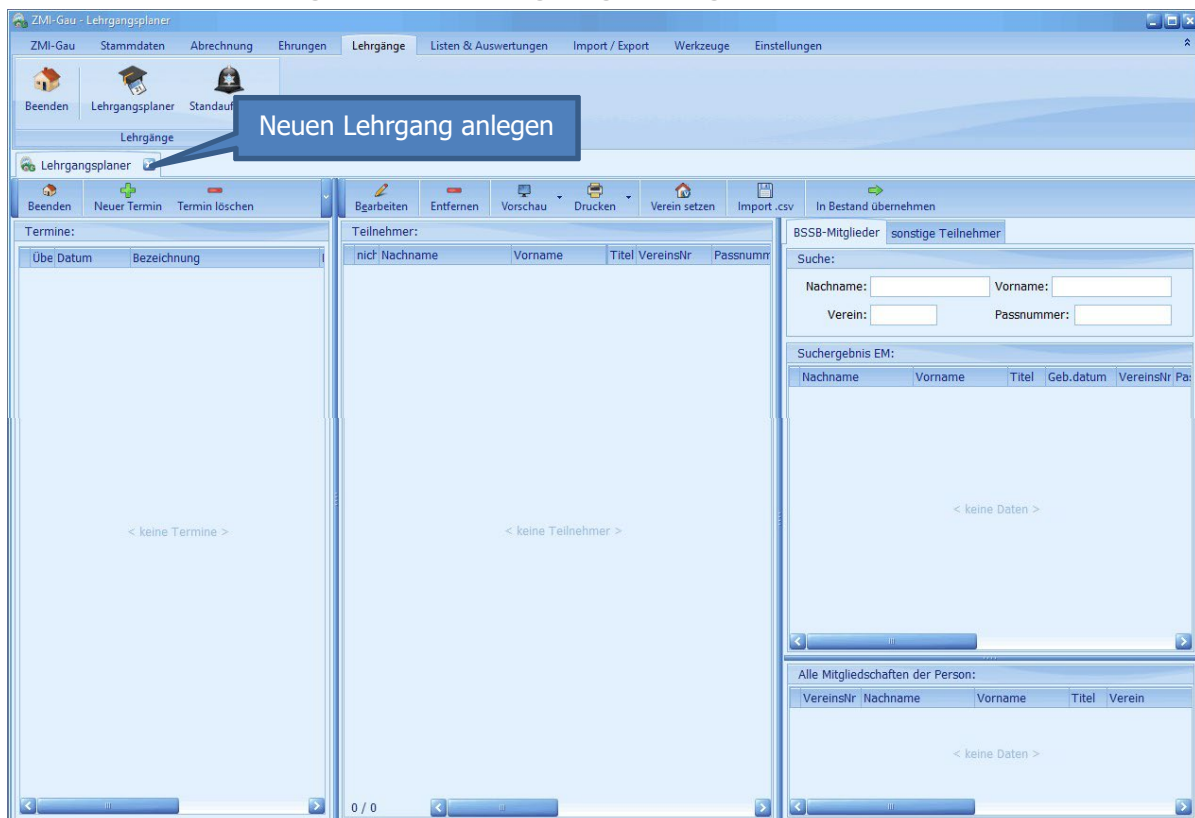 ZMI-Gau - Lehrgangsplaner
ZMI-Gau Stammdaten Abrechnung Ehrungen Lehrgänge Listen & Auswertungen Import / Export Werkzeuge Einstellungen
Beenden Lehrgangsplaner
Lehrgänge
Neuen Lehrgang anlegen
Lehrgangsplaner
Beenden Neuer Termin Termin löschen
Bearbeiten Entfernen Vorschau Drucken Verein setzen Import .csv In Bestand übernehmen
Termine:
Übe Datum Bezeichnung
< keine Termine >
Teilnehmer:
nich Nachname Vorname Titel VereinsNr Passnumm
< keine Teilnehmer >
0 / 0
BSSB-Mitglieder sonstige Teilnehmer
Suche:
Nachname: Vorname:
Verein: Passnummer:
Suchergebnis EM:
Nachname Vorname Titel Geb.datum VereinsNr Pas
< keine Daten >
Alle Mitgliedschaften der Person:
VereinsNr Nachname Vorname Titel Verein
< keine Daten >